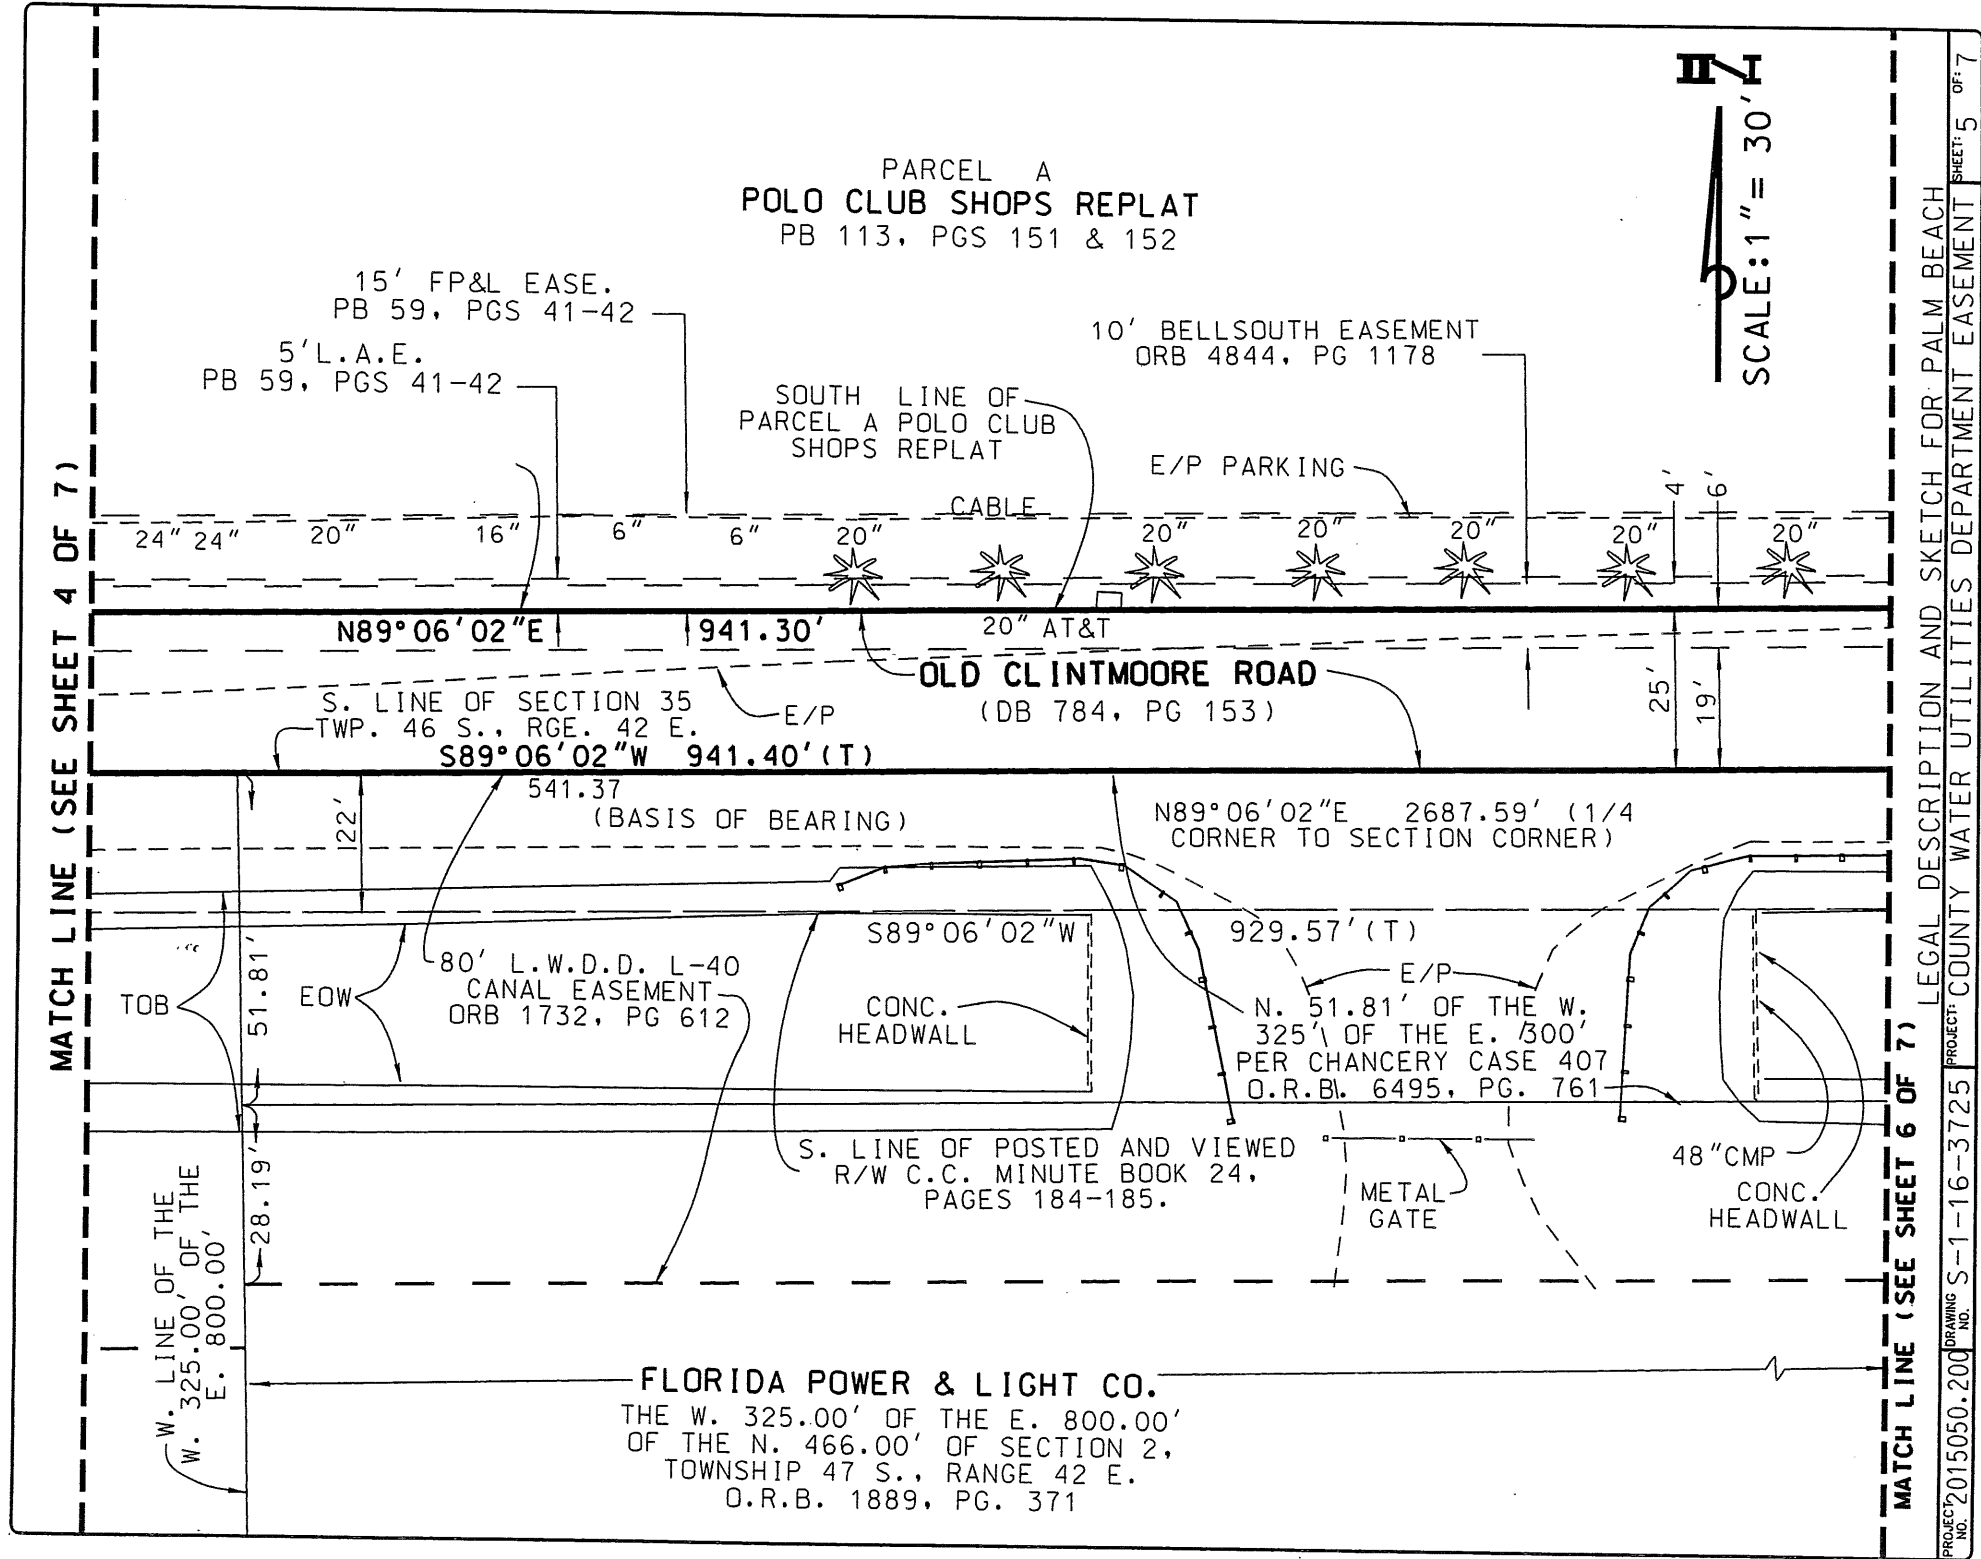 PARCEL A
POLO CLUB SHOPS REPLAT
PB 113, PGS 151 & 152
SCALE: 1"= 30'
15' FP&L EASE.
PB 59, PGS 41-42
5' L.A.E.
PB 59, PGS 41-42
10' BELLSOUTH EASEMENT
ORB 4844, PG 1178
SOUTH LINE OF
PARCEL A POLO CLUB
SHOPS REPLAT
E/P PARKING
4'
6'
CABLE
24" 24" 20" 16" 6" 6" 20" 20" 20" 20" 20" 20"
N89°06'02"E 941.30'
20" AT&T
OLD CLINTMOORE ROAD
(DB 784, PG 153)
25'
19'
S. LINE OF SECTION 35
TWP. 46 S., RGE. 42 E.
E/P
S89°06'02"W 941.40'(T)
541.37
(BASIS OF BEARING)
22'
N89°06'02"E 2687.59' (1/4
CORNER TO SECTION CORNER)
S89°06'02"W 929.57'(T)
51.81'
TOB
EOW
80' L.W.D.D. L-40
CANAL EASEMENT
ORB 1732, PG 612
CONC.
HEADWALL
E/P
N. 51.81' OF THE W.
325' OF THE E. 300'
PER CHANCERY CASE 407
O.R.B. 6495, PG. 761
S. LINE OF POSTED AND VIEWED
R/W C.C. MINUTE BOOK 24,
PAGES 184-185.
METAL
GATE
48"CMP
CONC.
HEADWALL
28.19'
W. LINE OF THE
W. 325.00' OF THE
E. 800.00'
FLORIDA POWER & LIGHT CO.
THE W. 325.00' OF THE E. 800.00'
OF THE N. 466.00' OF SECTION 2,
TOWNSHIP 47 S., RANGE 42 E.
O.R.B. 1889, PG. 371
MATCH LINE (SEE SHEET 4 OF 7)
MATCH LINE (SEE SHEET 6 OF 7)
PROJECT NO. 2015050.200
DRAWING NO. S-1-16-3725
PROJECT: LEGAL DESCRIPTION AND SKETCH FOR PALM BEACH
COUNTY WATER UTILITIES DEPARTMENT EASEMENT
SHEET: 5 OF: 7